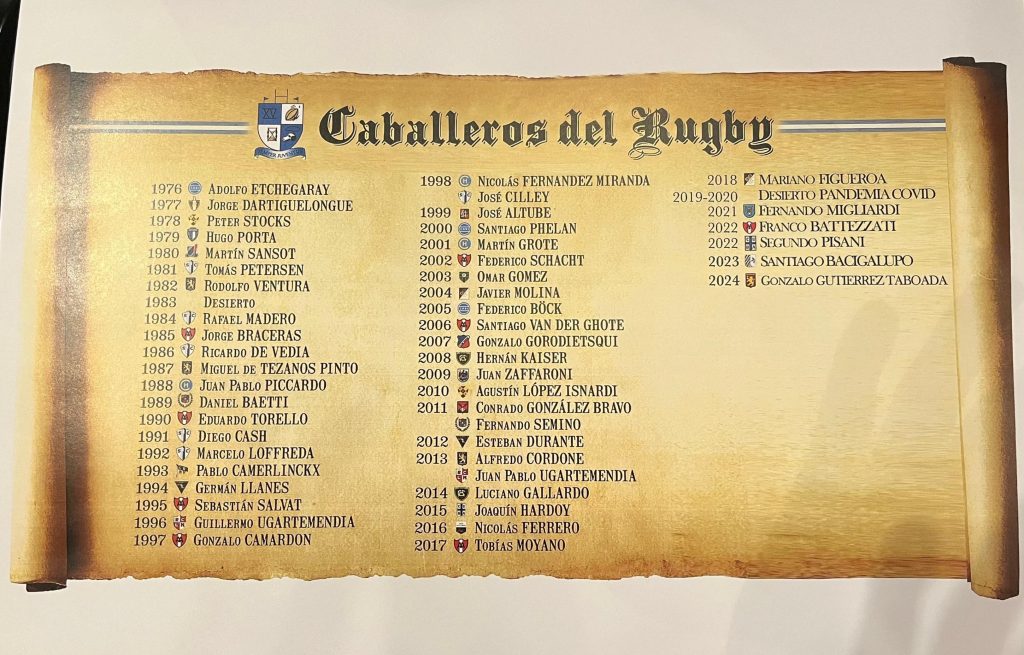 XV
Caballeros del Rugby
1976 ADOLFO ETCHEGARAY
1977 JORGE DARTIGUELONGUE
1978 PETER STOCKS
1979 HUGO PORTA
1980 MARTÍN SANSOT
1981 TOMÁS PETERSEN
1982 RODOLFO VENTURA
1983 DESIERTO
1984 RAFAEL MADERO
1985 JORGE BRACERAS
1986 RICARDO DE VEDIA
1987 MIGUEL DE TEZANOS PINTO
1988 JUAN PABLO PICCARDO
1989 DANIEL BAETTI
1990 EDUARDO TORELLO
1991 DIEGO CASH
1992 MARCELO LOFFREDA
1993 PABLO CAMERLINCKX
1994 GERMÁN LLANES
1995 SEBASTIÁN SALVAT
1996 GUILLERMO UGARTEMENDIA
1997 GONZALO CAMARDON
1998 NICOLÁS FERNANDEZ MIRANDA
JOSÉ CILLEY
1999 JOSÉ ALTUBE
2000 SANTIAGO PHELAN
2001 MARTÍN GROTE
2002 FEDERICO SCHACHT
2003 OMAR GOMEZ
2004 JAVIER MOLINA
2005 FEDERICO BÖCK
2006 SANTIAGO VAN DER GHOTE
2007 GONZALO GORODIETSQUI
2008 HERNÁN KAISER
2009 JUAN ZAFFARONI
2010 AGUSTÍN LÓPEZ ISNARDI
2011 CONRADO GONZÁLEZ BRAVO
FERNANDO SEMINO
2012 ESTEBAN DURANTE
2013 ALFREDO CORDONE
JUAN PABLO UGARTEMENDIA
2014 LUCIANO GALLARDO
2015 JOAQUÍN HARDOY
2016 NICOLÁS FERRERO
2017 TOBÍAS MOYANO
2018 MARIANO FIGUEROA
2019-2020 DESIERTO PANDEMIA COVID
2021 FERNANDO MIGLIARDI
2022 FRANCO BATTEZZATI
2022 SEGUNDO PISANI
2023 SANTIAGO BACIGALUPO
2024 GONZALO GUTIERREZ TABOADA